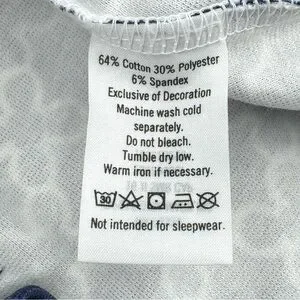 64% Cotton 30% Polyester
6% Spandex
Exclusive of Decoration
Machine wash cold
separately.
Do not bleach.
Tumble dry low.
Warm iron if necessary.
30
Not intended for sleepwear.